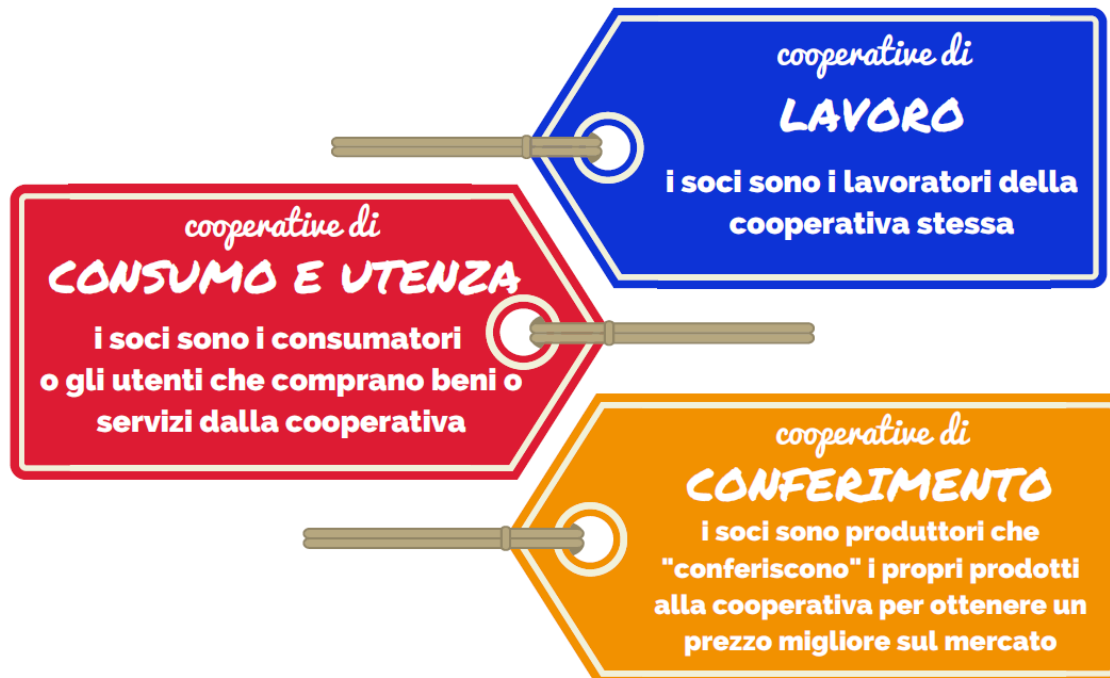 cooperative di
LAVORO
i soci sono i lavoratori della
cooperativa stessa
cooperative di
CONSUMO E UTENZA
i soci sono i consumatori
o gli utenti che comprano beni o
servizi dalla cooperativa
cooperative di
CONFERIMENTO
i soci sono produttori che
"conferiscono" i propri prodotti
alla cooperativa per ottenere un
prezzo migliore sul mercato